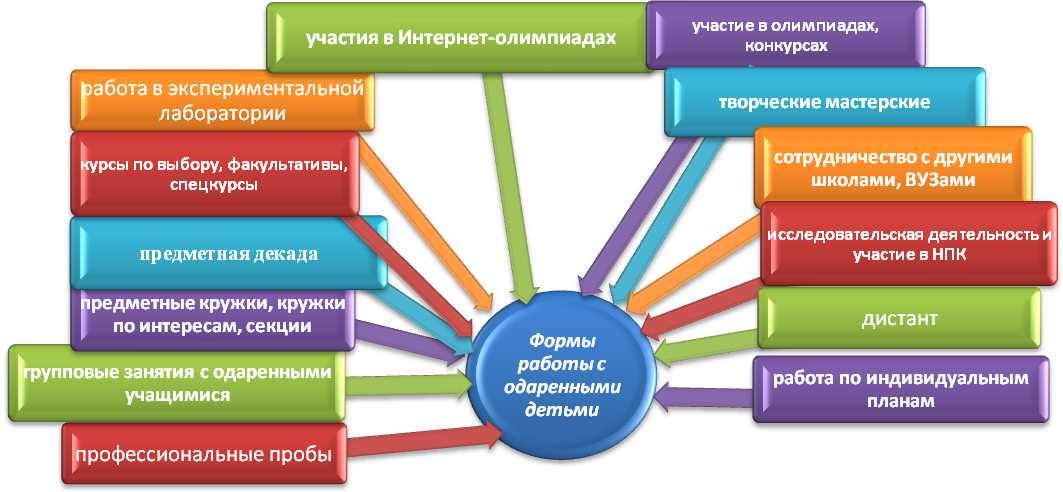 участия в Интернет-олимпиадах
участие в олимпиадах,
конкурсах
работа в экспериментальной
лаборатории
творческие мастерские
курсы по выбору, факультативы,
спецкурсы
сотрудничество с другими
школами, ВУЗами
предметная декада
исследовательская деятельность и
участие в НПК
предметные кружки, кружки
по интересам, секции
дистант
групповые занятия с одаренными
учащимися
работа по индивидуальным
планам
профессиональные пробы
Формы
работы с
одаренными
детьми